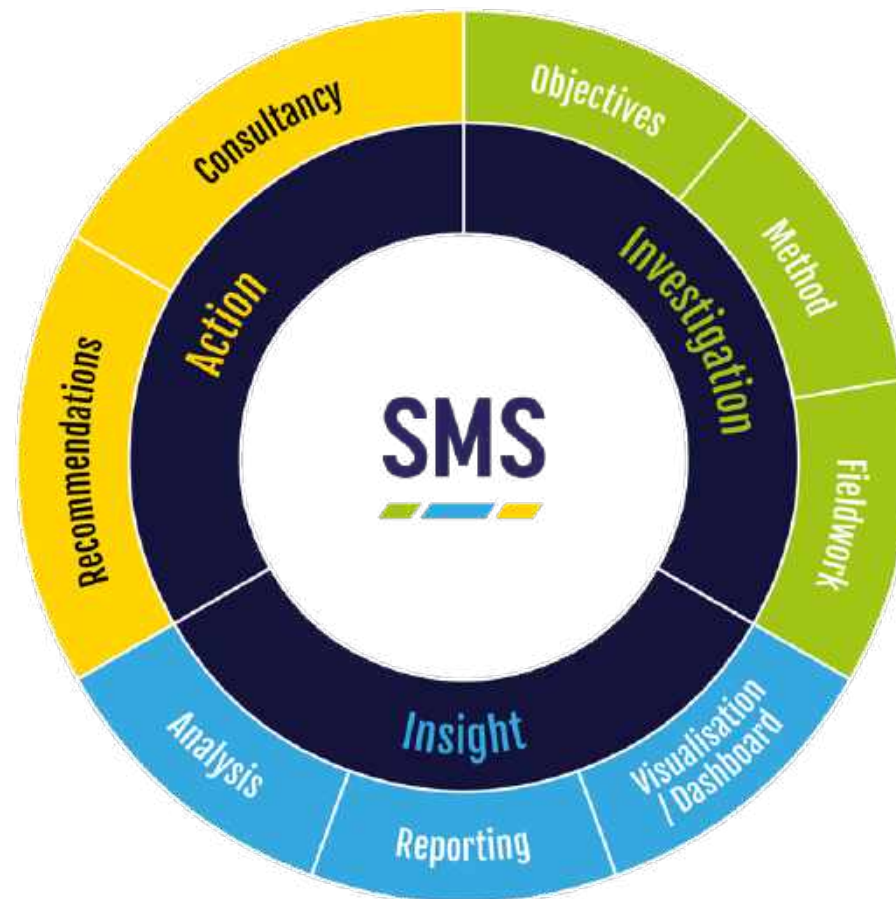 Objectives
Method
Fieldwork
Visualisation
/ Dashboard
Reporting
Analysis
Recommendations
Consultancy
Investigation
Insight
Action
SMS